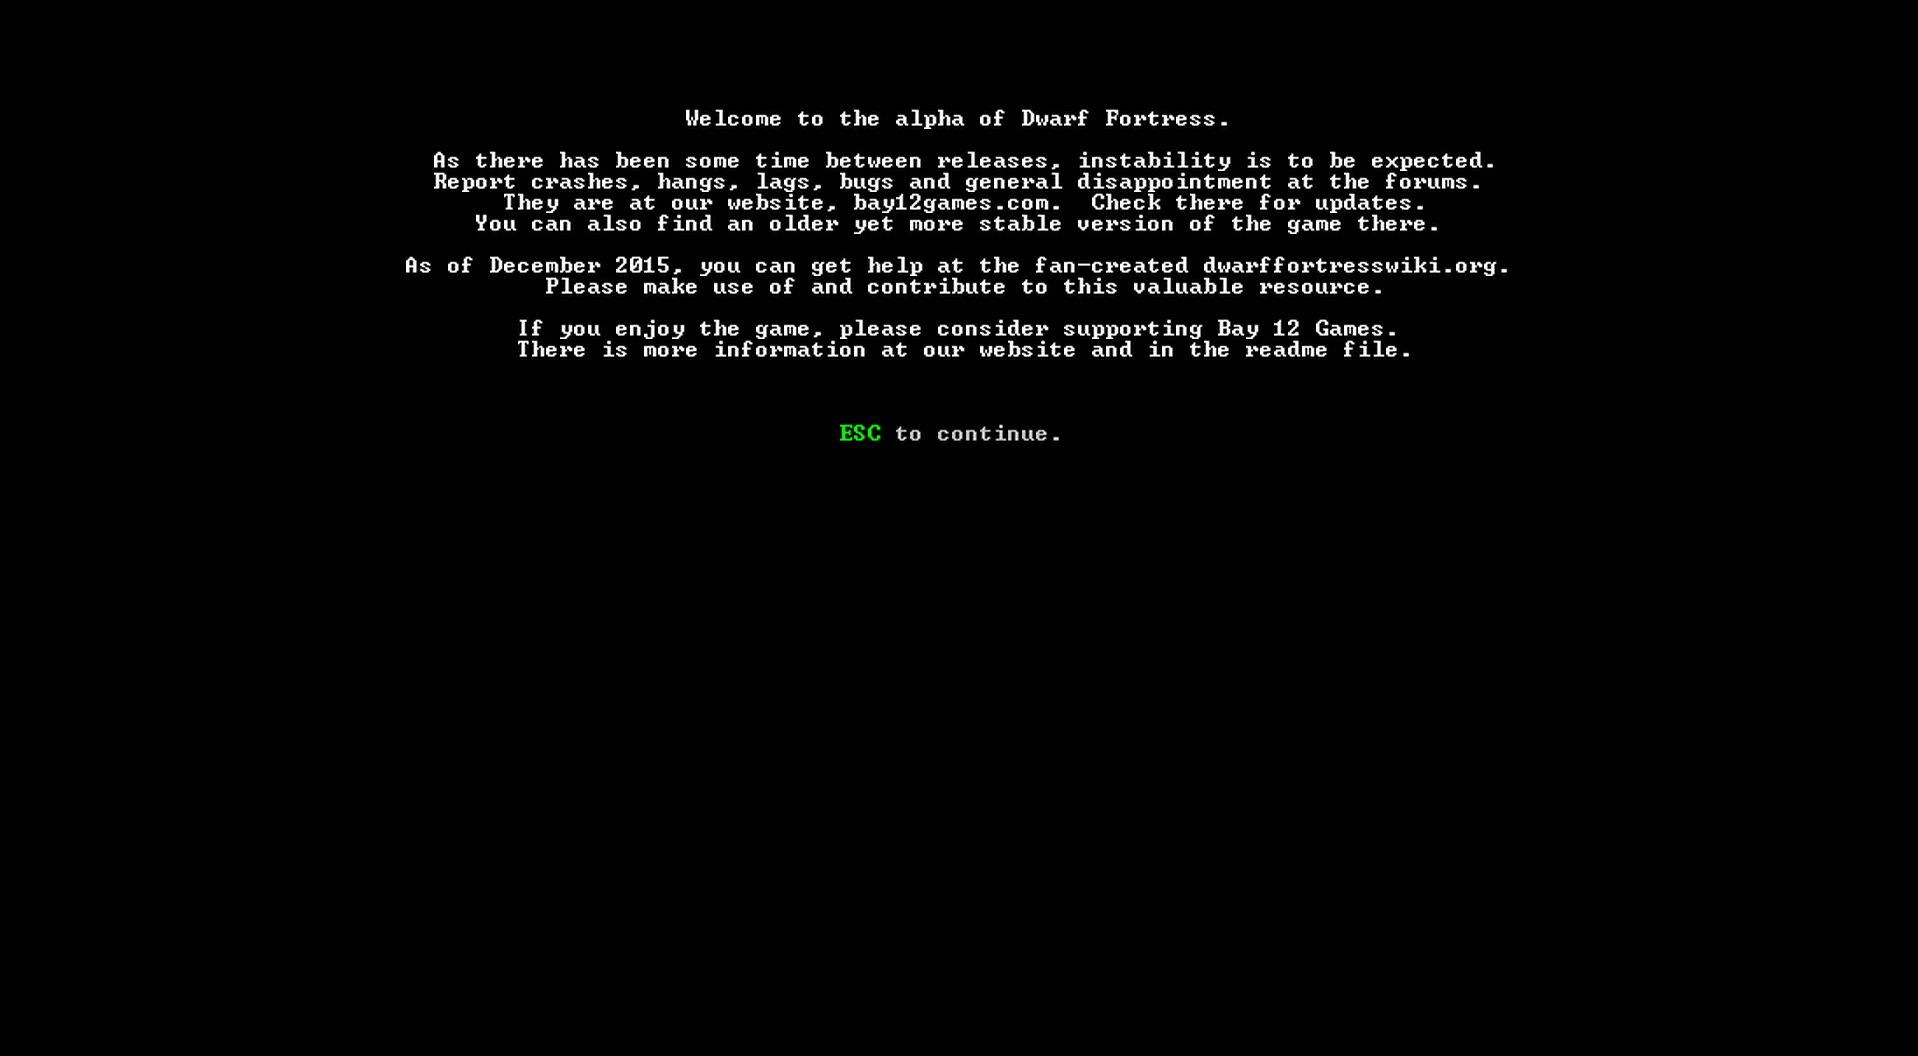 Welcome to the alpha of Dwarf Fortress.
As there has been some time between releases, instability is to be expected.
Report crashes, hangs, lags, bugs and general disappointment at the forums.
They are at our website, bay12games.com.  Check there for updates.
You can also find an older yet more stable version of the game there.
As of December 2015, you can get help at the fan-created dwarffortresswiki.org.
Please make use of and contribute to this valuable resource.
If you enjoy the game, please consider supporting Bay 12 Games.
There is more information at our website and in the readme file.
ESC to continue.